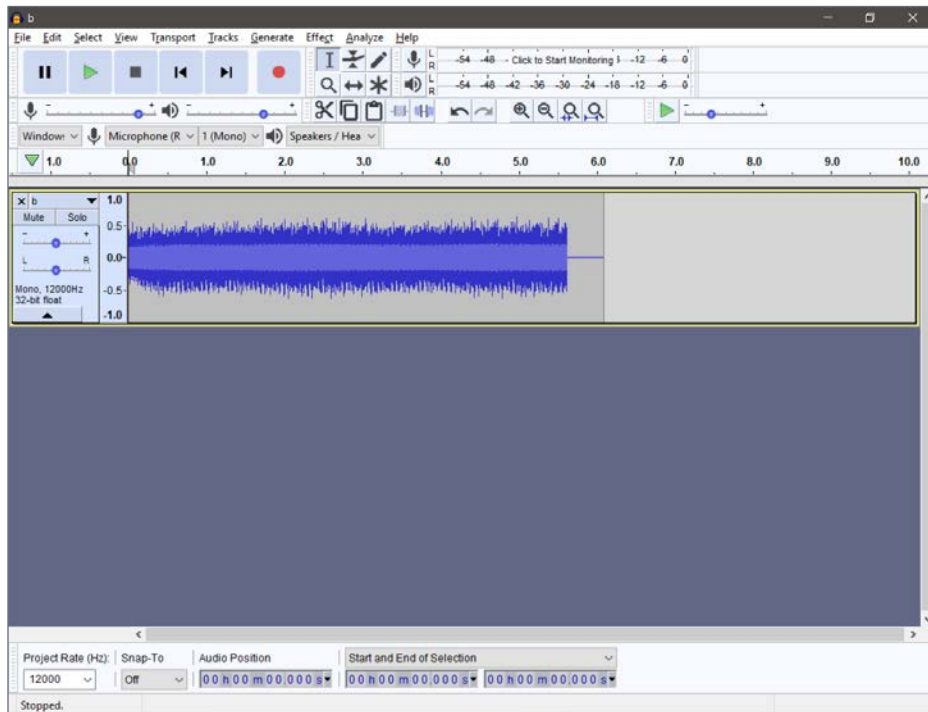 b
File Edit Select View Transport Tracks Generate Effect Analyze Help
L R -54 -48 - Click to Start Monitoring -12 -6 0
L R -54 -48 -42 -36 -30 -24 -18 -12 -6 0
- + - + - +
Window: Microphone (R 1 (Mono) Speakers / Hea
1.0 0.0 1.0 2.0 3.0 4.0 5.0 6.0 7.0 8.0 9.0 10.0
X b 1.0
Mute Solo 0.5
- +
L R 0.0
Mono, 12000Hz -0.5
32-bit float
-1.0
Project Rate (Hz): Snap-To Audio Position Start and End of Selection
12000 Off 00 h 00 m 00.000 s 00 h 00 m 00.000 s 00 h 00 m 00.000 s
Stopped.